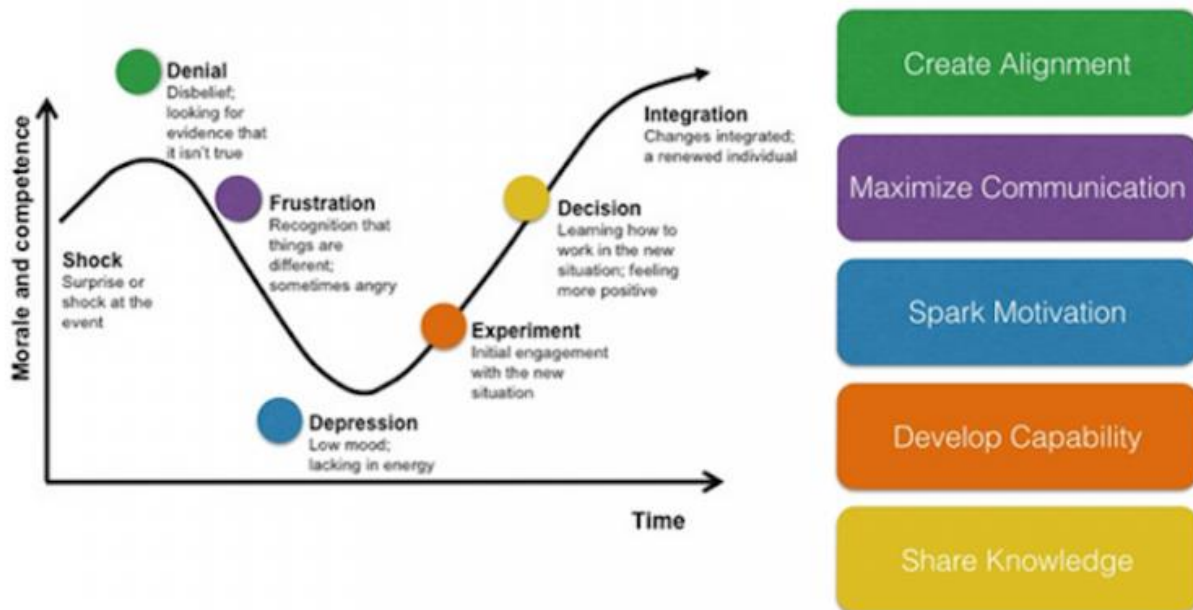 Denial
Disbelief;
looking for
evidence that
it isn't true
Morale and competence
Shock
Surprise or
shock at the
event
Frustration
Recognition that
things are
different;
sometimes angry
Depression
Low mood;
lacking in energy
Experiment
Initial engagement
with the new
situation
Decision
Learning how to
work in the new
situation; feeling
more positive
Integration
Changes integrated;
a renewed individual
Time
Create Alignment
Maximize Communication
Spark Motivation
Develop Capability
Share Knowledge